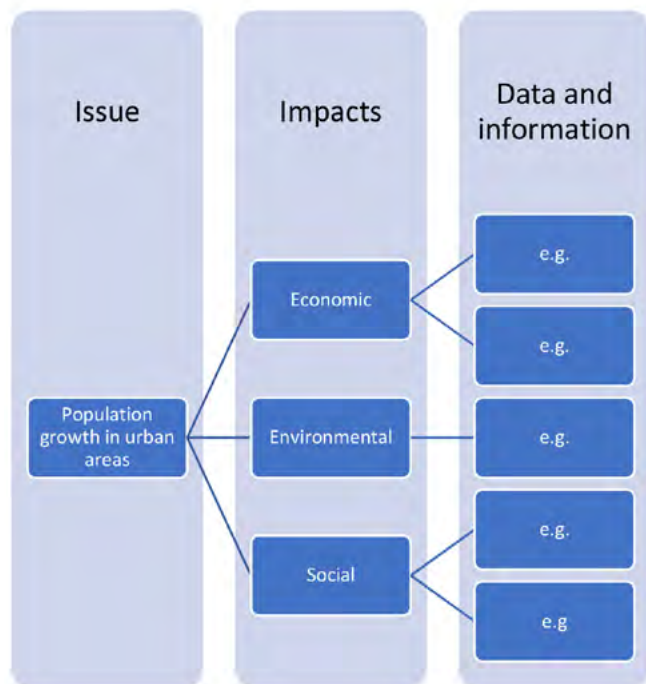 Issue
Impacts
Data and
information
Population
growth in urban
areas
Economic
Environmental
Social
e.g.
e.g.
e.g.
e.g.
e.g